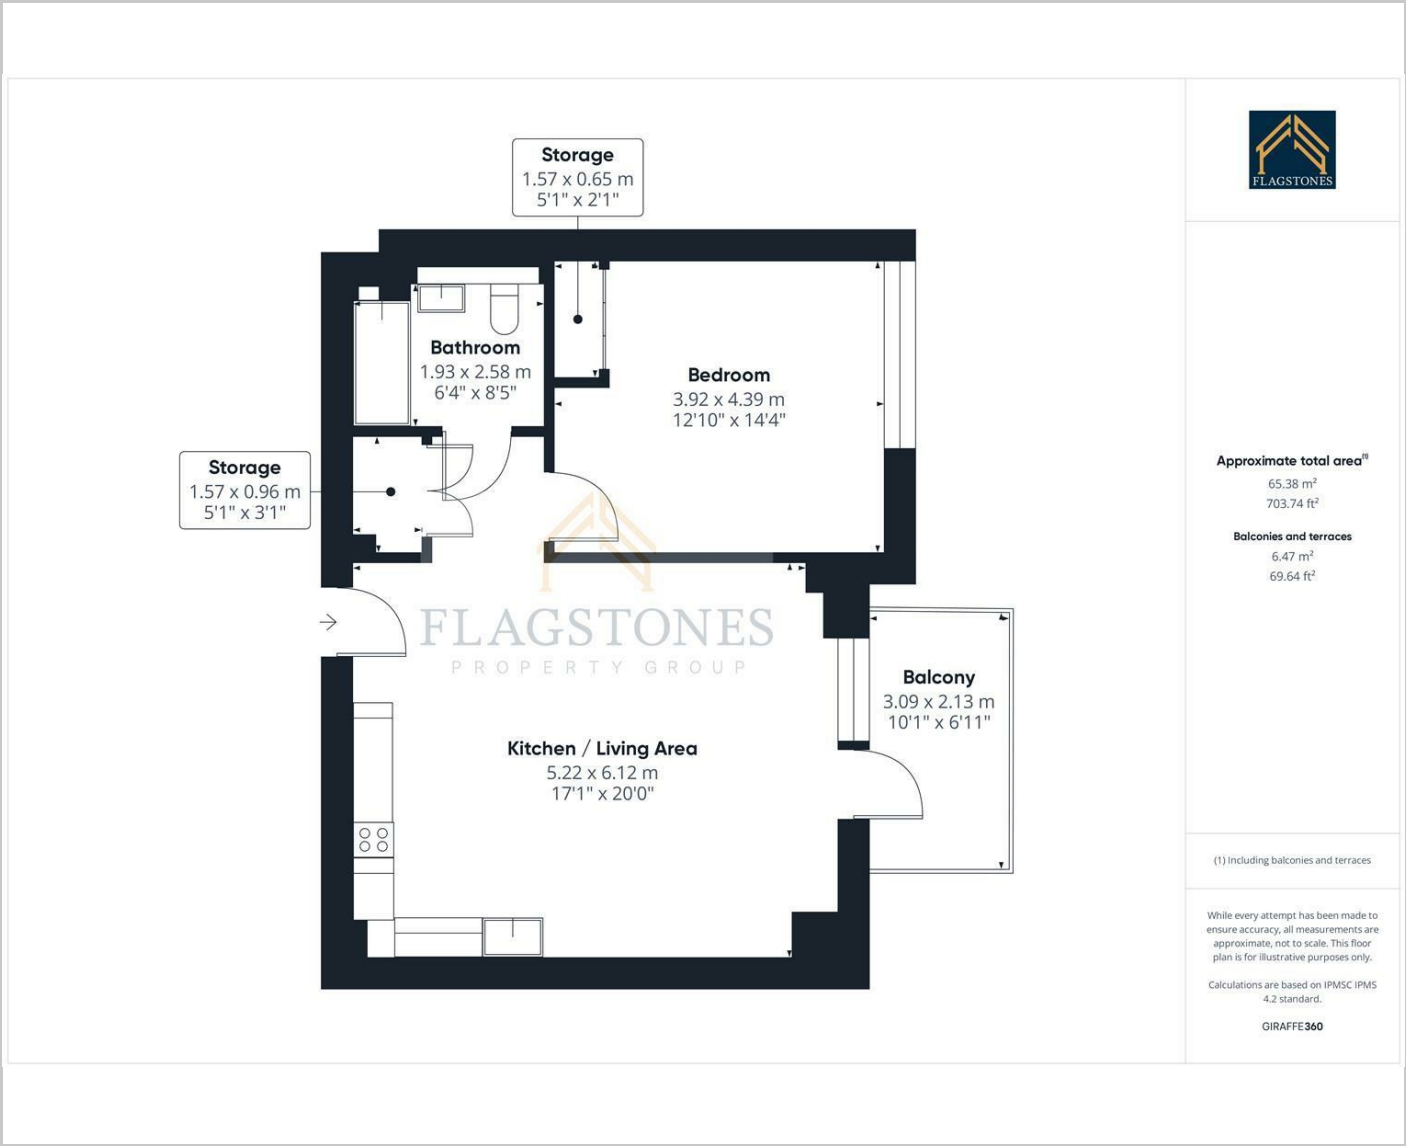 Storage
1.57 x 0.65 m
5'1" x 2'1"
Bathroom
1.93 x 2.58 m
6'4" x 8'5"
Bedroom
3.92 x 4.39 m
12'10" x 14'4"
Storage
1.57 x 0.96 m
5'1" x 3'1"
FLAGSTONES
PROPERTY GROUP
Balcony
3.09 x 2.13 m
10'1" x 6'11"
Kitchen / Living Area
5.22 x 6.12 m
17'1" x 20'0"
FLAGSTONES
Approximate total area(1)
65.38 m²
703.74 ft²
Balconies and terraces
6.47 m²
69.64 ft²
(1) Including balconies and terraces
While every attempt has been made to
ensure accuracy, all measurements are
approximate, not to scale. This floor
plan is for illustrative purposes only.
Calculations are based on IPMSC IPMS
4.2 standard.
GIRAFFE360